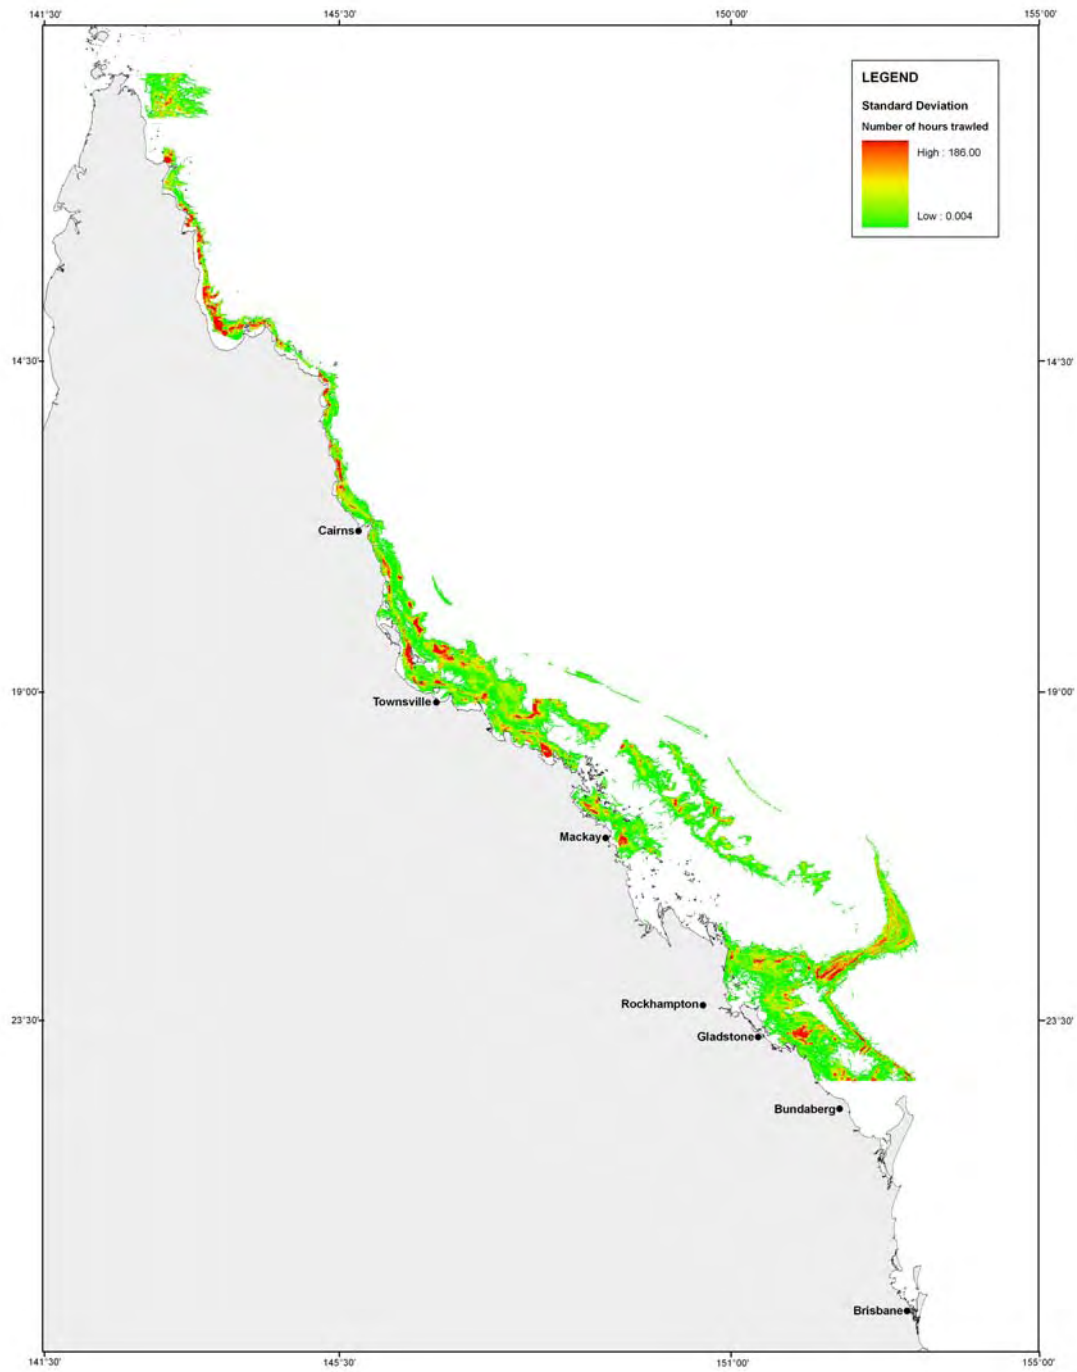 141°30'
145°30'
150°00'
155°00'
LEGEND
Standard Deviation
Number of hours trawled
High : 186.00
Low : 0.004
14°30'
14°30'
Cairns
19°00'
Townsville
19°00'
Mackay
Rockhampton
23°30'
23°30'
Gladstone
Bundaberg
Brisbane
141°30'
145°30'
151°00'
155°00'